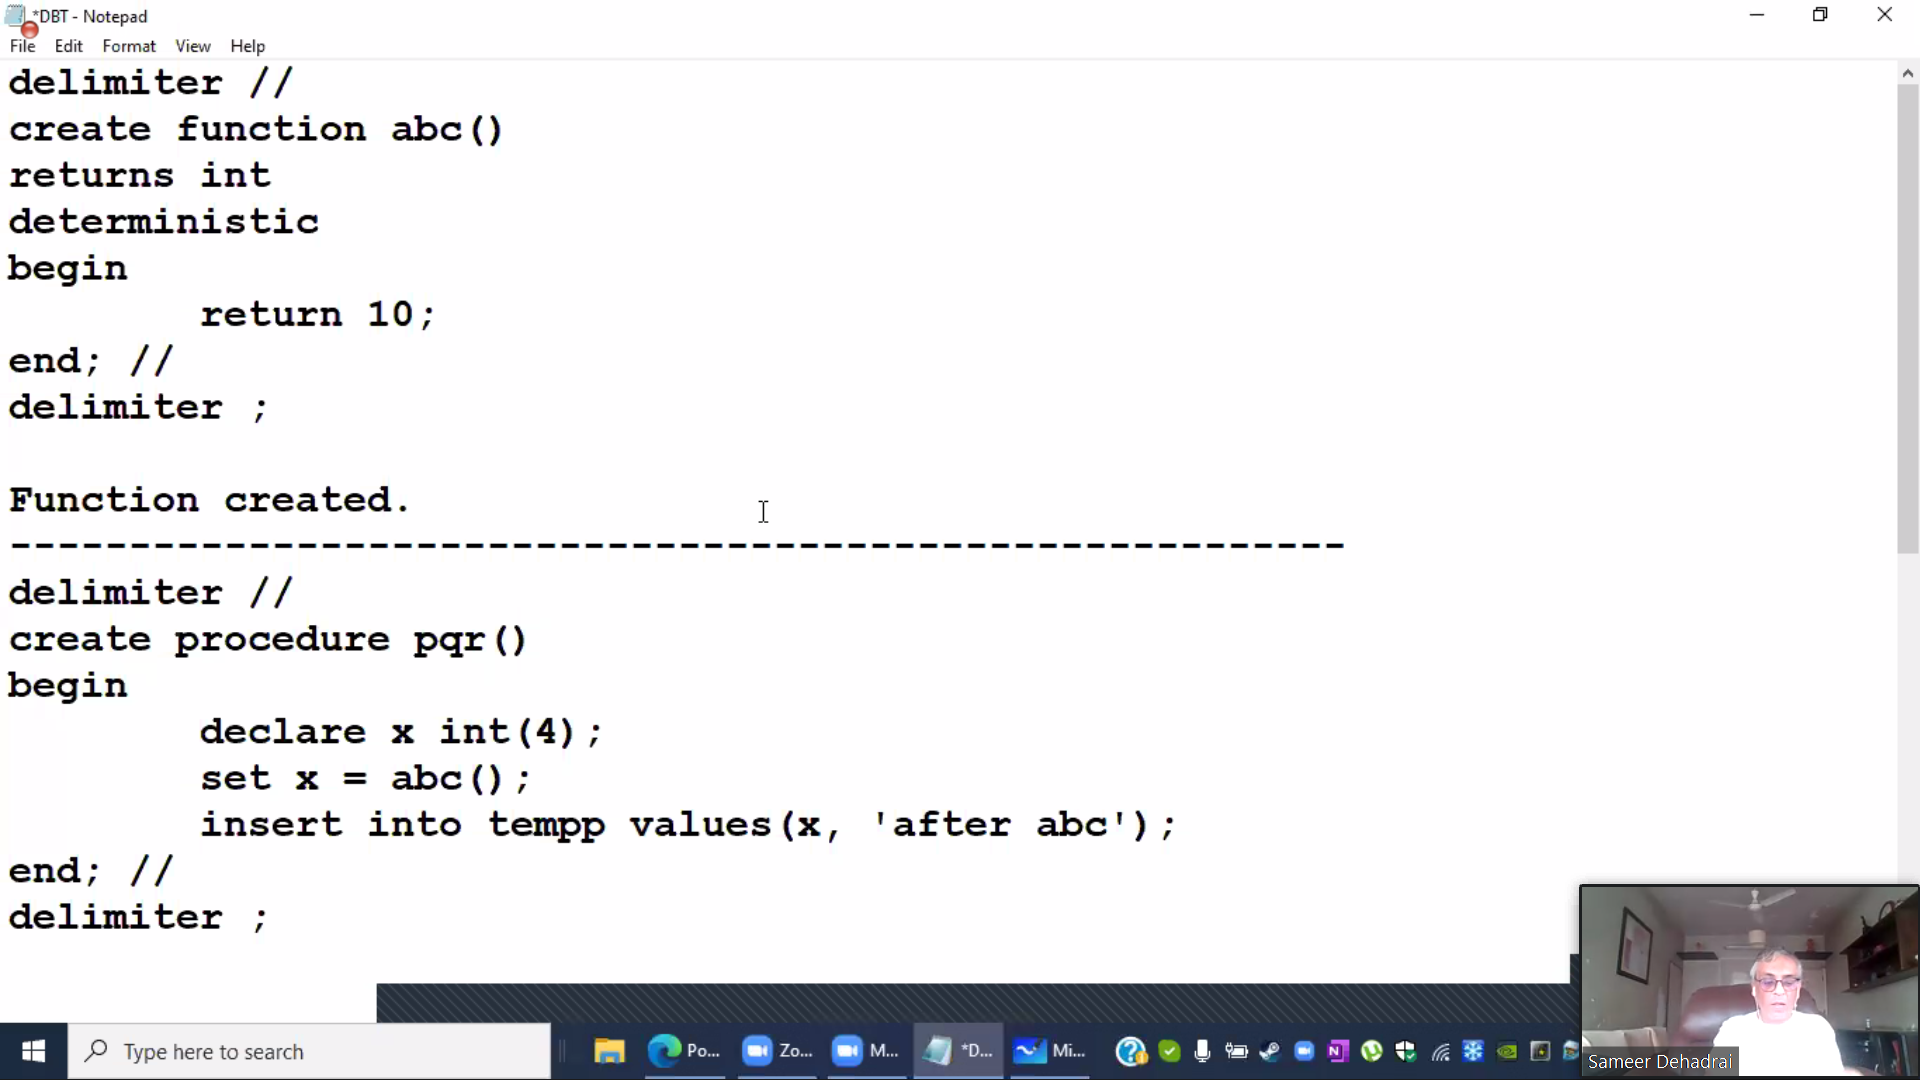 *DBT - Notepad
File Edit Format View Help
delimiter //
create function abc()
returns int
deterministic
begin
        return 10;
end; //
delimiter ;

Function created.
--------------------------------------------------------
delimiter //
create procedure pqr()
begin
        declare x int(4);
        set x = abc();
        insert into tempp values(x, 'after abc');
end; //
delimiter ;
Type here to search
Po...
Zo...
M...
*D...
Mi...
Sameer Dehadrai